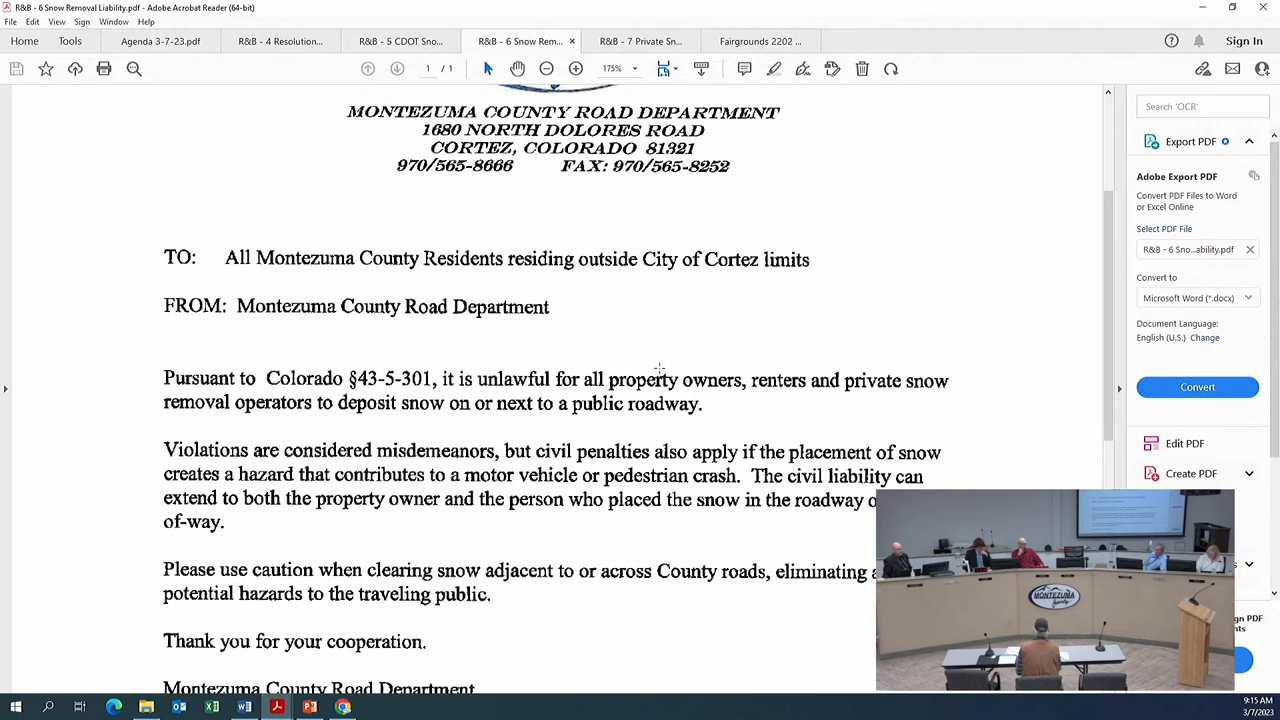 R&B - 6 Snow Removal Liability.pdf - Adobe Acrobat Reader (64-bit)
File Edit View Sign Window Help
Home Tools Agenda 3-7-23.pdf R&B - 4 Resolution... R&B - 5 CDOT Sno... R&B - 6 Snow Rem... × R&B - 7 Private Sn... Fairgrounds 2202 ... Sign In
1 / 1 175%
MONTEZUMA COUNTY ROAD DEPARTMENT
1680 NORTH DOLORES ROAD
CORTEZ, COLORADO 81321
970/565-8666 FAX: 970/565-8252
TO: All Montezuma County Residents residing outside City of Cortez limits
FROM: Montezuma County Road Department
Pursuant to Colorado §43-5-301, it is unlawful for all property owners, renters and private snow
removal operators to deposit snow on or next to a public roadway.
Violations are considered misdemeanors, but civil penalties also apply if the placement of snow
creates a hazard that contributes to a motor vehicle or pedestrian crash. The civil liability can
extend to both the property owner and the person who placed the snow in the roadway
of-way.
Please use caution when clearing snow adjacent to or across County roads, eliminating
potential hazards to the traveling public.
Thank you for your cooperation.
Montezuma County Road Department
Search 'OCR'
Export PDF
Adobe Export PDF
Convert PDF Files to Word
or Excel Online
Select PDF File
R&B - 6 Sno...ability.pdf
Convert to
Microsoft Word (*.docx)
Document Language:
English (U.S.) Change
Convert
Edit PDF
Create PDF
MONTEZUMA
County
9:15 AM
3/7/2023